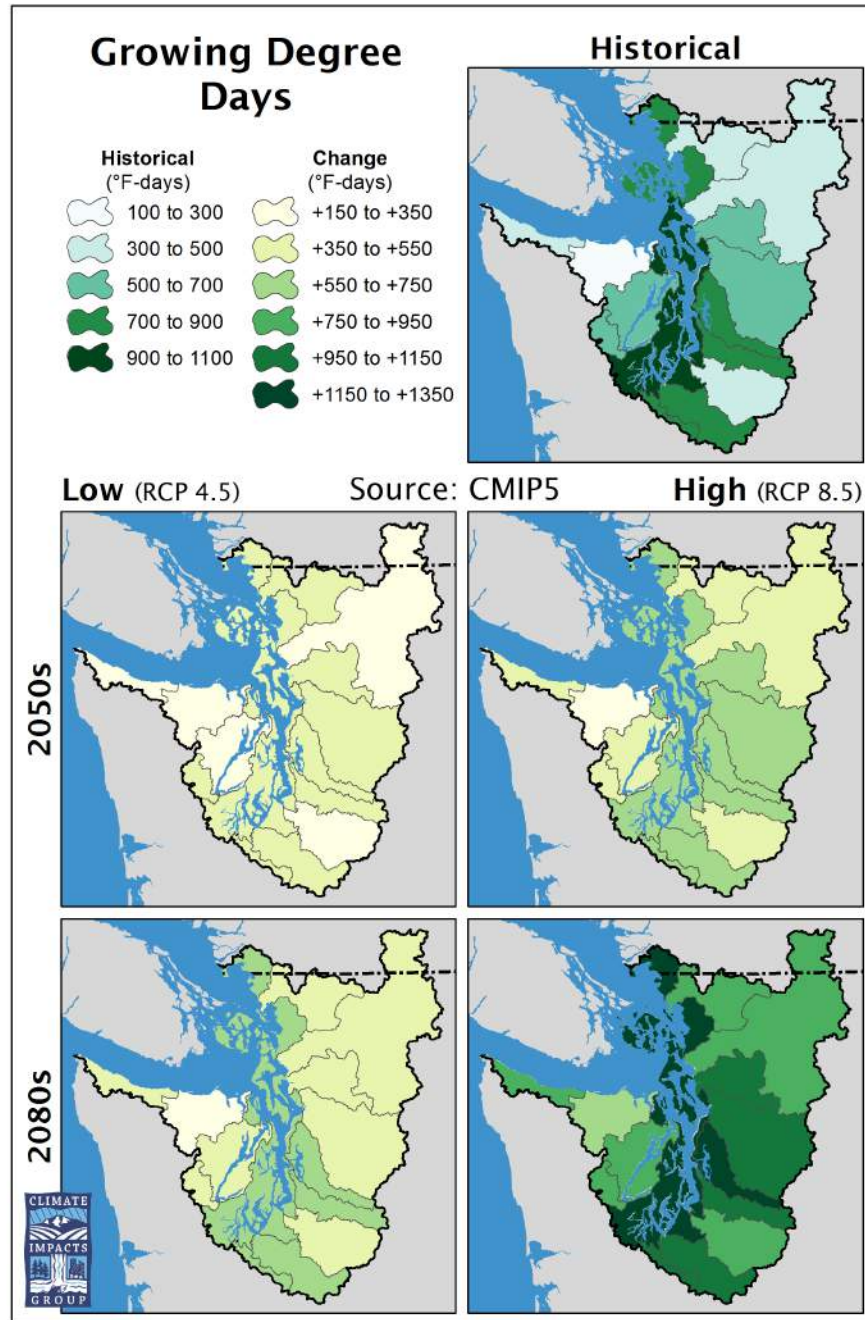 Growing Degree
Days
Historical
Historical
(°F-days)
100 to 300
300 to 500
500 to 700
700 to 900
900 to 1100
Change
(°F-days)
+150 to +350
+350 to +550
+550 to +750
+750 to +950
+950 to +1150
+1150 to +1350
Low (RCP 4.5) Source: CMIP5 High (RCP 8.5)
2050s
2080s
CLIMATE
IMPACTS
GROUP